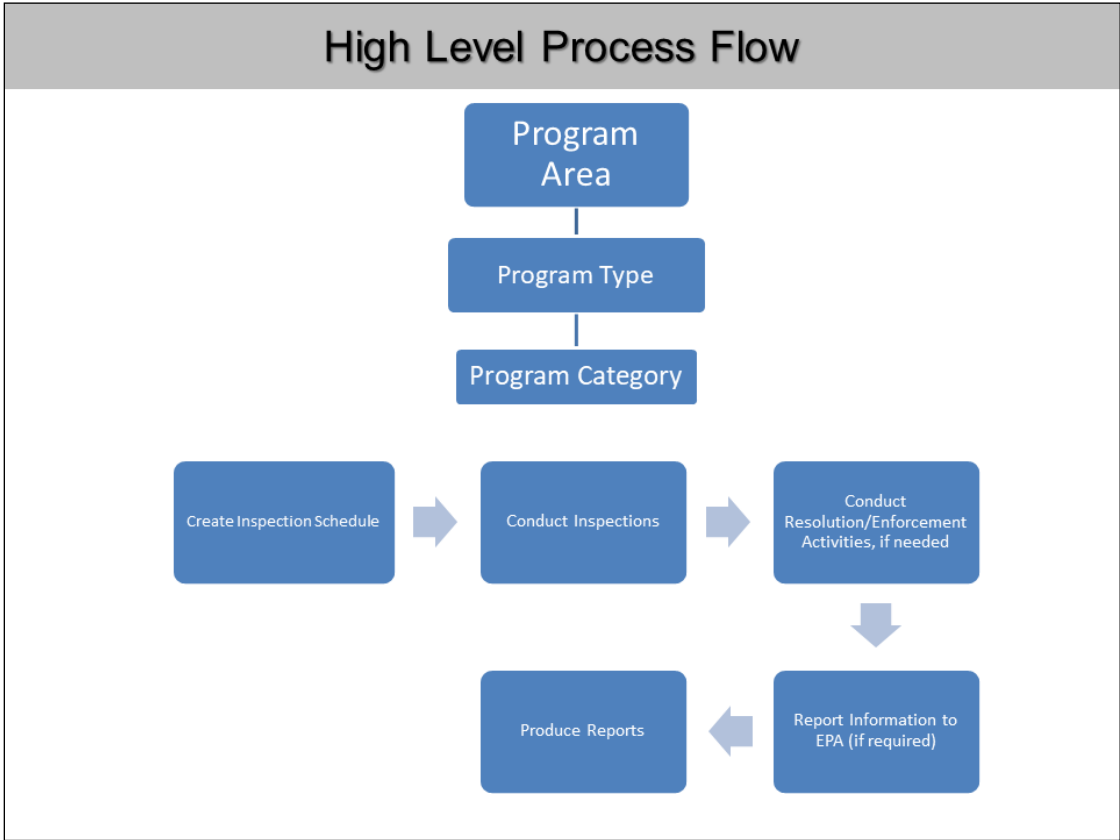 High Level Process Flow
Program
Area
Program Type
Program Category
Create Inspection Schedule
Conduct Inspections
Conduct
Resolution/Enforcement
Activities, if needed
Report Information to
EPA (if required)
Produce Reports